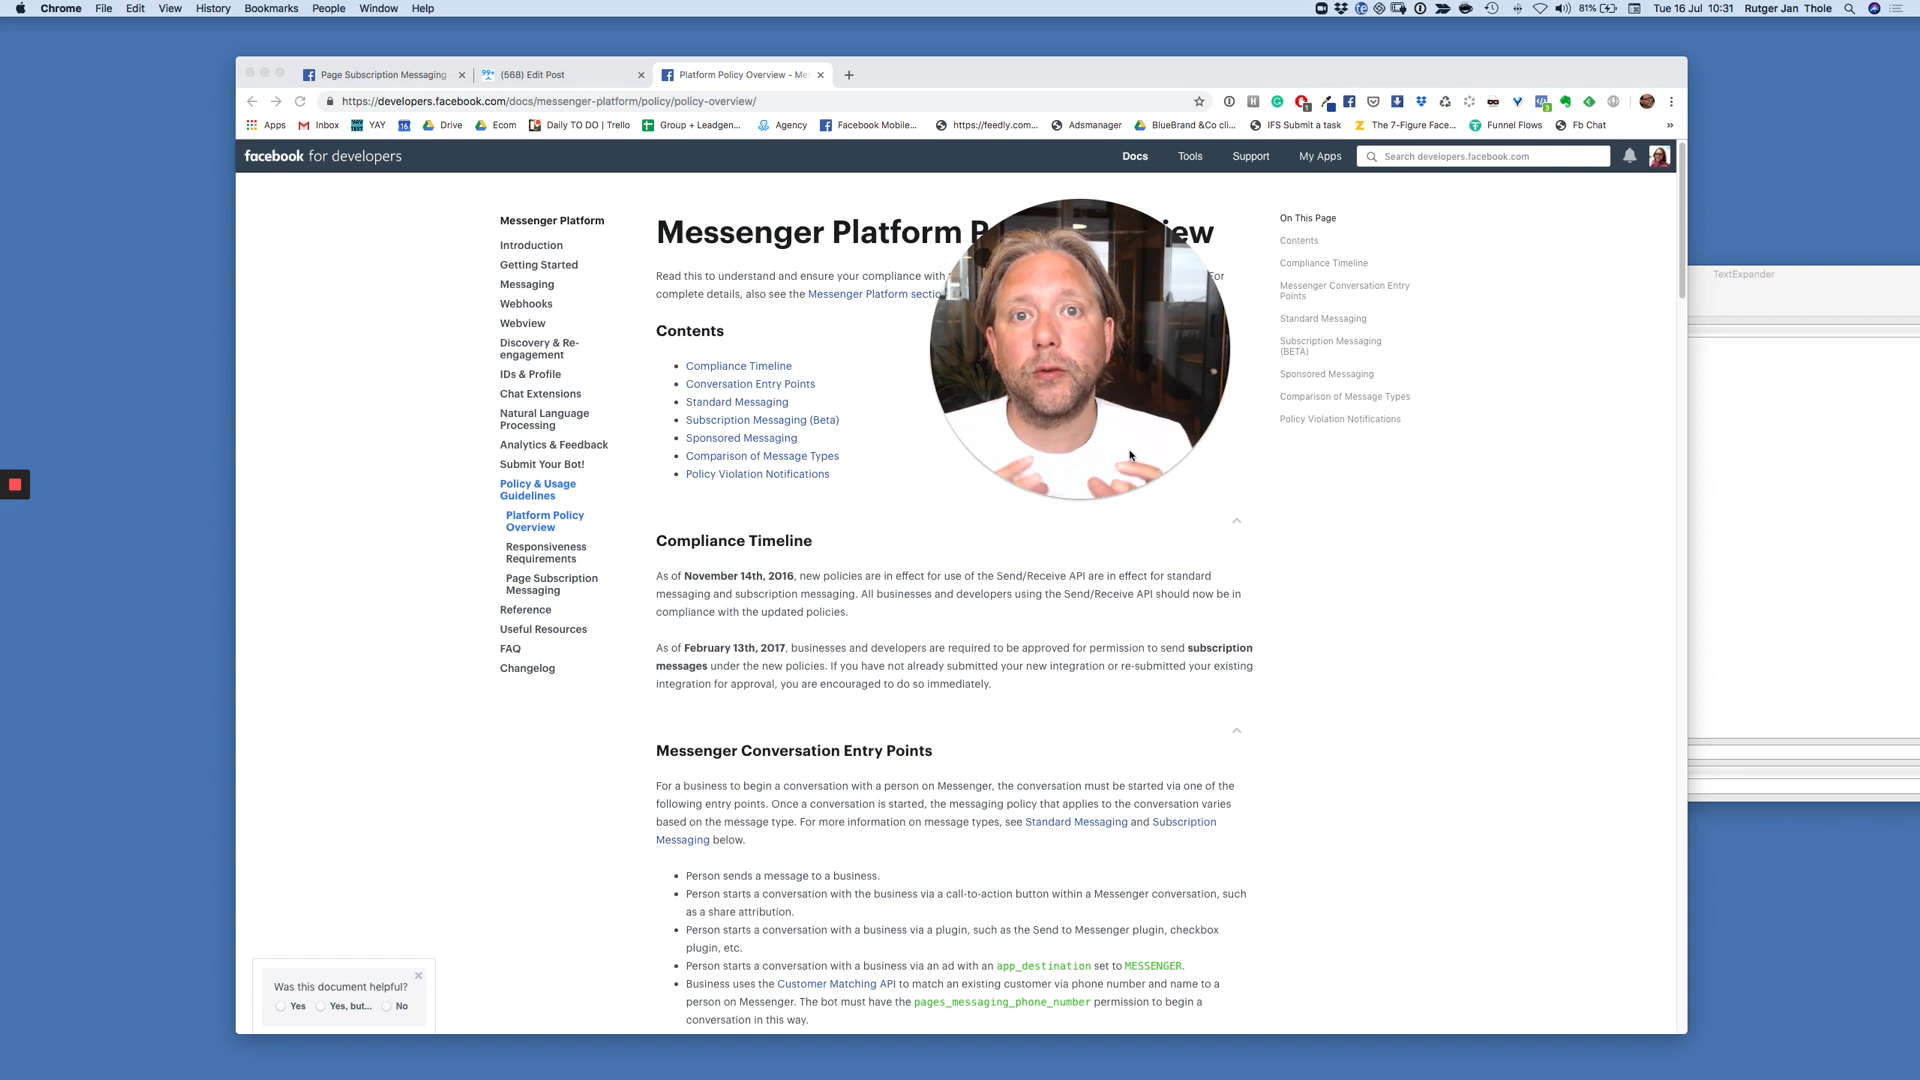 Chrome File Edit View History Bookmarks People Window Help
81% Tue 16 Jul 10:31 Rutger Jan Thole
Page Subscription Messaging
99+ (568) Edit Post
Platform Policy Overview - Me
https://developers.facebook.com/docs/messenger-platform/policy/policy-overview/
Apps Inbox YAY Drive Ecom Daily TO DO | Trello Group + Leadgen... Agency Facebook Mobile... https://feedly.com... Adsmanager BlueBrand &Co cli... IFS Submit a task The 7-Figure Face... Funnel Flows Fb Chat »
facebook for developers
Docs Tools Support My Apps Search developers.facebook.com
TextExpander
Messenger Platform
Introduction
Getting Started
Messaging
Webhooks
Webview
Discovery & Re-
engagement
IDs & Profile
Chat Extensions
Natural Language
Processing
Analytics & Feedback
Submit Your Bot!
Policy & Usage
Guidelines
Platform Policy
Overview
Responsiveness
Requirements
Page Subscription
Messaging
Reference
Useful Resources
FAQ
Changelog
Messenger Platform P ew
Read this to understand and ensure your compliance with For
complete details, also see the Messenger Platform sectio
Contents
Compliance Timeline
Conversation Entry Points
Standard Messaging
Subscription Messaging (Beta)
Sponsored Messaging
Comparison of Message Types
Policy Violation Notifications
Compliance Timeline
As of November 14th, 2016, new policies are in effect for use of the Send/Receive API are in effect for standard
messaging and subscription messaging. All businesses and developers using the Send/Receive API should now be in
compliance with the updated policies.
As of February 13th, 2017, businesses and developers are required to be approved for permission to send subscription
messages under the new policies. If you have not already submitted your new integration or re-submitted your existing
integration for approval, you are encouraged to do so immediately.
Messenger Conversation Entry Points
For a business to begin a conversation with a person on Messenger, the conversation must be started via one of the
following entry points. Once a conversation is started, the messaging policy that applies to the conversation varies
based on the message type. For more information on message types, see Standard Messaging and Subscription
Messaging below.
Person sends a message to a business.
Person starts a conversation with the business via a call-to-action button within a Messenger conversation, such
as a share attribution.
Person starts a conversation with a business via a plugin, such as the Send to Messenger plugin, checkbox
plugin, etc.
Person starts a conversation with a business via an ad with an app_destination set to MESSENGER.
Business uses the Customer Matching API to match an existing customer via phone number and name to a
person on Messenger. The bot must have the pages_messaging_phone_number permission to begin a
conversation in this way.
On This Page
Contents
Compliance Timeline
Messenger Conversation Entry
Points
Standard Messaging
Subscription Messaging
(BETA)
Sponsored Messaging
Comparison of Message Types
Policy Violation Notifications
Was this document helpful?
Yes Yes, but... No